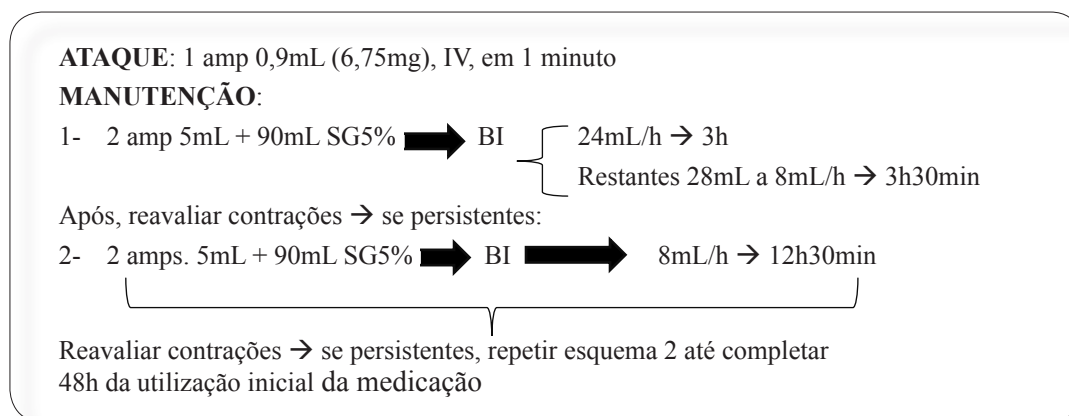 ATAQUE: 1 amp 0,9mL (6,75mg), IV, em 1 minuto
MANUTENÇÃO:
1- 2 amp 5mL + 90mL SG5% BI 24mL/h → 3h
Restantes 28mL a 8mL/h → 3h30min
Após, reavaliar contrações → se persistentes:
2- 2 amps. 5mL + 90mL SG5% BI 8mL/h → 12h30min
Reavaliar contrações → se persistentes, repetir esquema 2 até completar
48h da utilização inicial da medicação